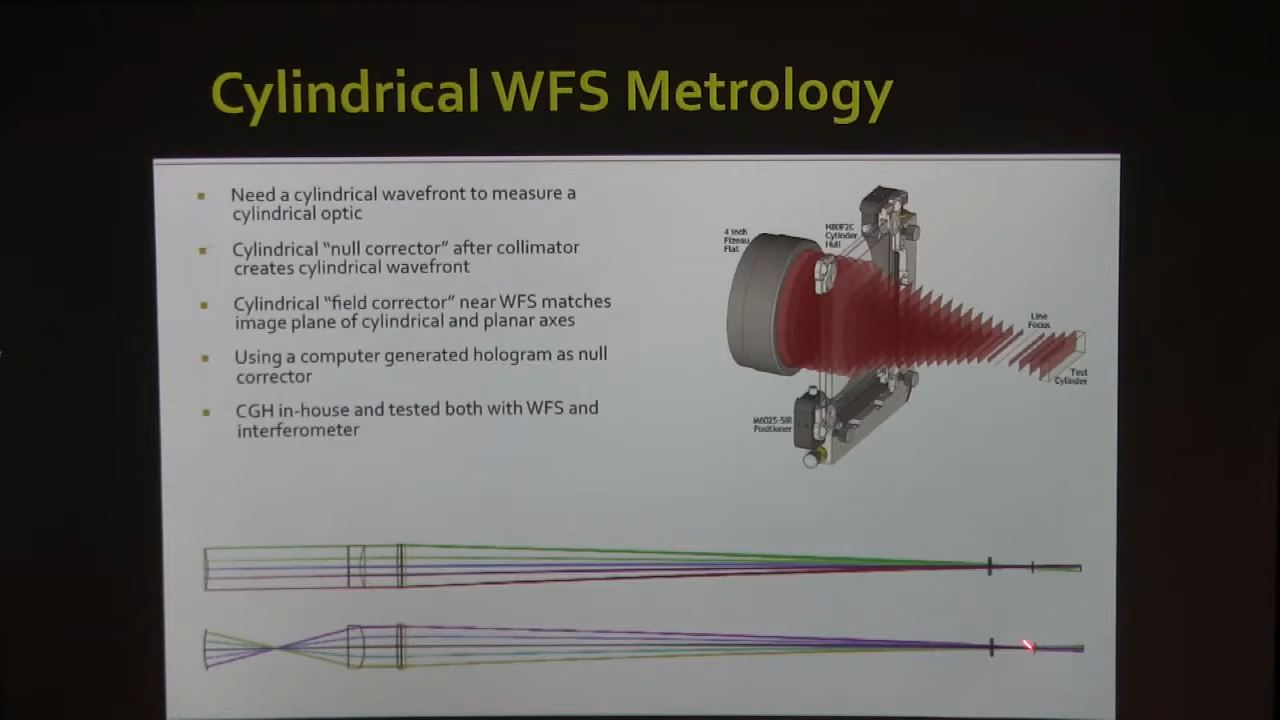 Cylindrical WFS Metrology
Need a cylindrical wavefront to measure a
cylindrical optic
Cylindrical “null corrector” after collimator
creates cylindrical wavefront
Cylindrical “field corrector” near WFS matches
image plane of cylindrical and planar axes
Using a computer generated hologram as null
corrector
CGH in-house and tested both with WFS and
interferometer
4 inch
Fizeau
Flat
H80F2C
Cylinder
Null
Line
Focus
Test
Cylinder
M6025-SIR
Positioner